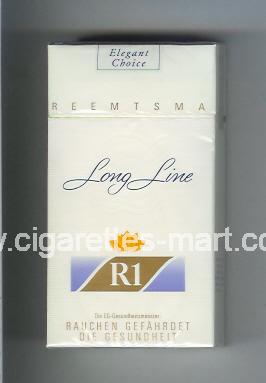 Elegant
Choice
REEMTSMA
Long Line
www.cigarettes-mart.com
R1
Die EG-Gesundheitsminister:
RAUCHEN GEFÄHRDET
DIE GESUNDHEIT